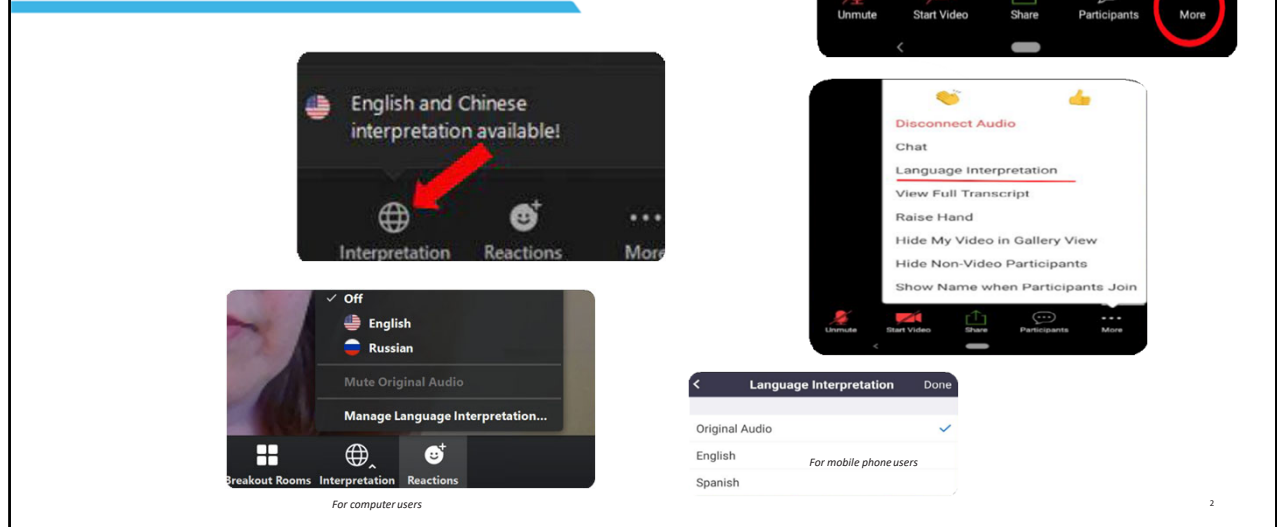 Unmute Start Video Share Participants More
English and Chinese
interpretation available!
Interpretation Reactions More
Disconnect Audio
Chat
Language Interpretation
View Full Transcript
Raise Hand
Hide My Video in Gallery View
Hide Non-Video Participants
Show Name when Participants Join
Unmute Start Video Share Participants More
Off
English
Russian
Mute Original Audio
Manage Language Interpretation...
Breakout Rooms Interpretation Reactions
For computer users
Language Interpretation Done
Original Audio
English
For mobile phone users
Spanish
2